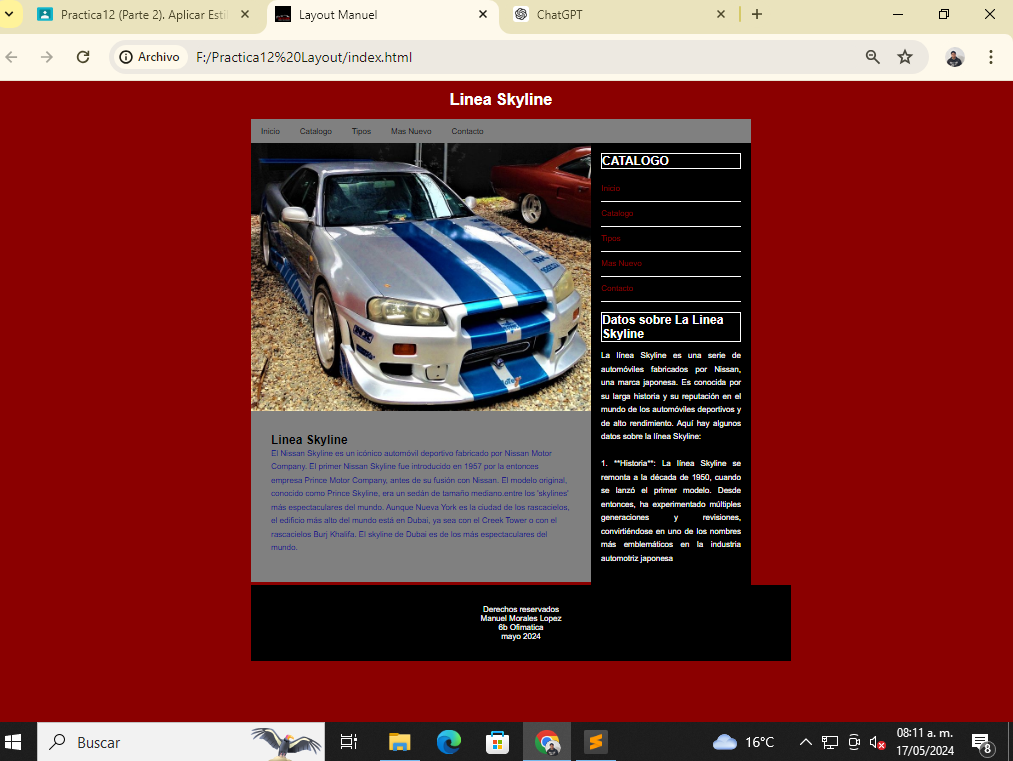 Practica12 (Parte 2). Aplicar Estil
Layout Manuel
ChatGPT
Archivo
F:/Practica12%20Layout/index.html
Linea Skyline
Inicio
Catalogo
Tipos
Mas Nuevo
Contacto
CATALOGO
Inicio
Catalogo
Tipos
Mas Nuevo
Contacto.
Datos sobre La Linea
Skyline
La línea Skyline es una serie de
automóviles fabricados por Nissan,
una marca japonesa. Es conocida por
su larga historia y su reputación en el
mundo de los automóviles deportivos y
de alto rendimiento. Aquí hay algunos
datos sobre la línea Skyline:
1. **Historia**: La línea Skyline se
remonta a la década de 1950, cuando
se lanzó el primer modelo. Desde
entonces, ha experimentado múltiples
generaciones y revisiones,
convirtiéndose en uno de los nombres
más emblemáticos en la industria
automotriz japonesa
Linea Skyline
El Nissan Skyline es un icónico automóvil deportivo fabricado por Nissan Motor
Company. El primer Nissan Skyline fue introducido en 1957 por la entonces
empresa Prince Motor Company, antes de su fusión con Nissan. El modelo original,
conocido como Prince Skyline, era un sedán de tamaño mediano.entre los 'skylines'
más espectaculares del mundo. Aunque Nueva York es la ciudad de los rascacielos,
el edificio más alto del mundo está en Dubai, ya sea con el Creek Tower o con el
rascacielos Burj Khalifa. El skyline de Dubai es de los más espectaculares del
mundo.
Derechos reservados
Manuel Morales Lopez
6b Ofimatica
mayo 2024
Buscar
16°C
08:11 a. m.
17/05/2024
8